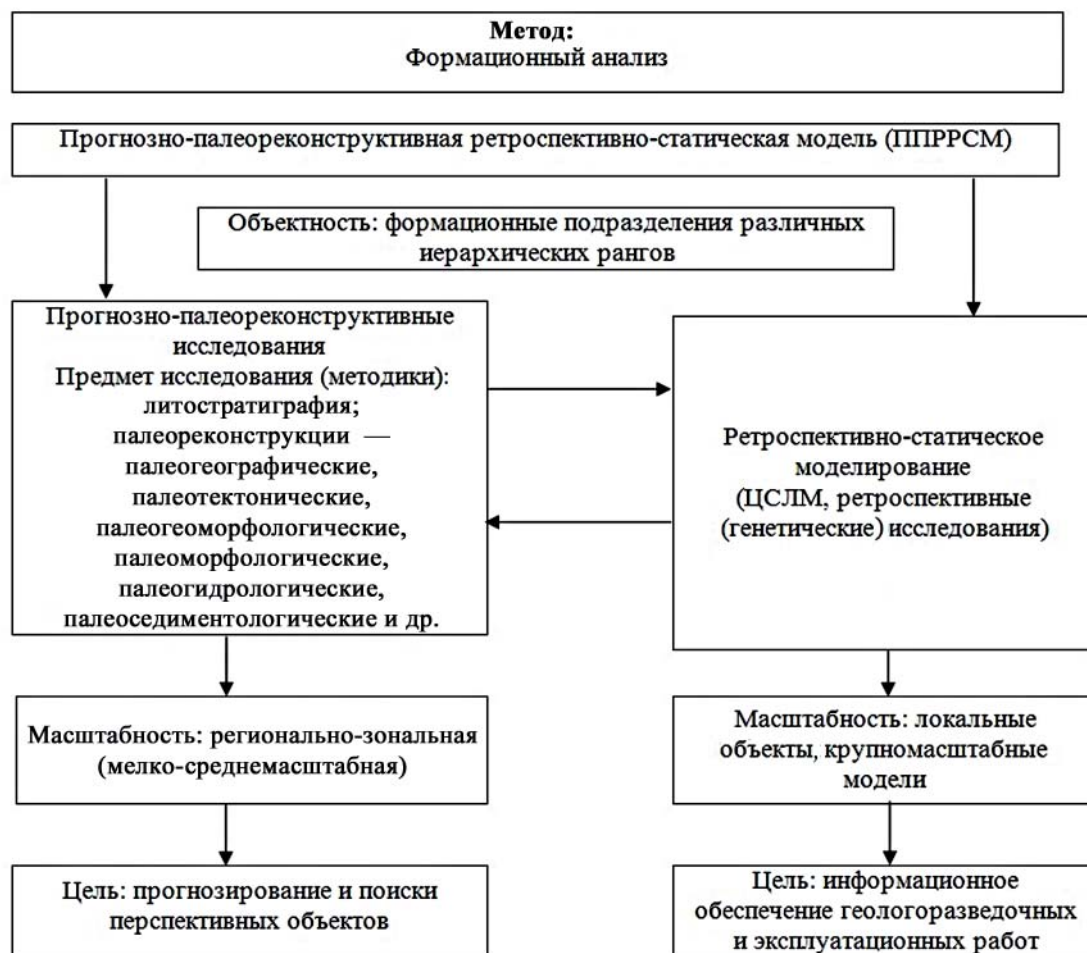 Метод:
Формационный анализ
Прогнозно-палеореконструктивная ретроспективно-статическая модель (ППРРСМ)
Объектность: формационные подразделения различных
иерархических рангов
Прогнозно-палеореконструктивные
исследования
Предмет исследования (методики):
литостратиграфия;
палеореконструкции —
палеогеографические,
палеотектонические,
палеогеоморфологические,
палеоморфологические,
палеогидрологические,
палеоседиментологические и др.
Ретроспективно-статическое
моделирование
(ЦСЛМ, ретроспективные
(генетические) исследования)
Масштабность: регионально-зональная
(мелко-среднемасштабная)
Масштабность: локальные
объекты, крупномасштабные
модели
Цель: прогнозирование и поиски
перспективных объектов
Цель: информационное
обеспечение геологоразведочных
и эксплуатационных работ